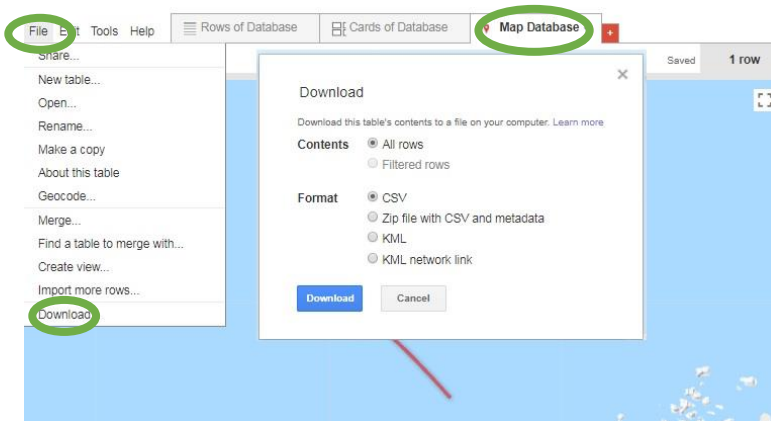 File Edit Tools Help Rows of Database Cards of Database Map Database +
Share...
Saved 1 row
New table...
Open...
Rename...
Make a copy
About this table
Geocode...
Merge...
Find a table to merge with...
Create view...
Import more rows...
Download
×
Download
Download this table's contents to a file on your computer. Learn more
Contents All rows
Filtered rows
Format CSV
Zip file with CSV and metadata
KML
KML network link
Download Cancel